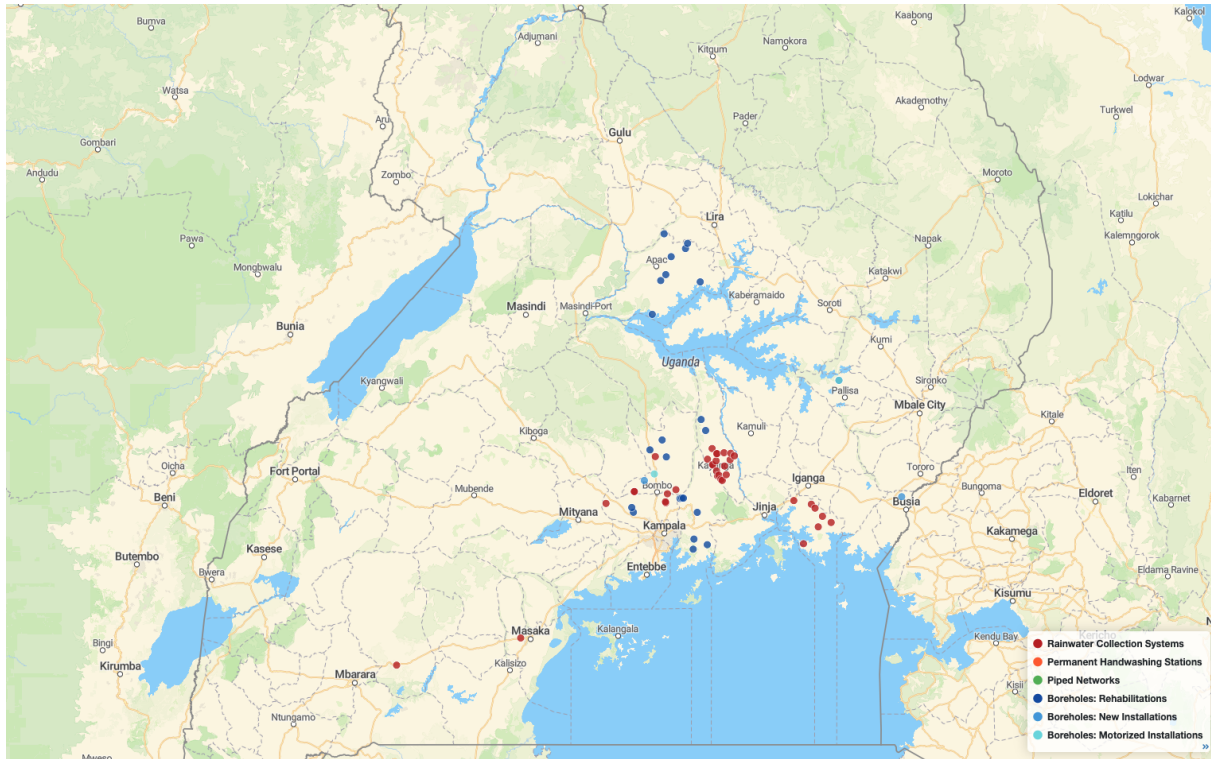 Kaabong
Kalokol
Bumva
Adjumani
Namokora
Kitgum
Lodwar
Watsa
Akademothy
Turkwel
Pader
Aru
Gulu
Gombari
Andudu
Zombo
Moroto
Lokichar
Katilu
Lira
Pawa
Napak
Kalemngorok
Apac
Mongbwalu
Katakwi
Kaberamaido
Soroti
Masindi
Masindi-Port
Bunia
Kumi
Uganda
Kyangwali
Sironko
Pallisa
Mbale City
Kitale
Kamuli
Kiboga
Oicha
Fort Portal
Tororo
Iten
Iganga
Bungoma
Mubende
Bombo
Eldoret
Kabarnet
Beni
Busia
Mityana
Jinja
Kampala
Kakamega
Butembo
Kasese
Entebbe
Bwera
Eldama Ravine
Kisumu
Kalangala
Masaka
Kendu Bay
Kericho
Bingi
Kirumba
Kalisizo
Mbarara
Kisii
Ntungamo
Mweso
Rainwater Collection Systems
Permanent Handwashing Stations
Piped Networks
Boreholes: Rehabilitations
Boreholes: New Installations
Boreholes: Motorized Installations
»